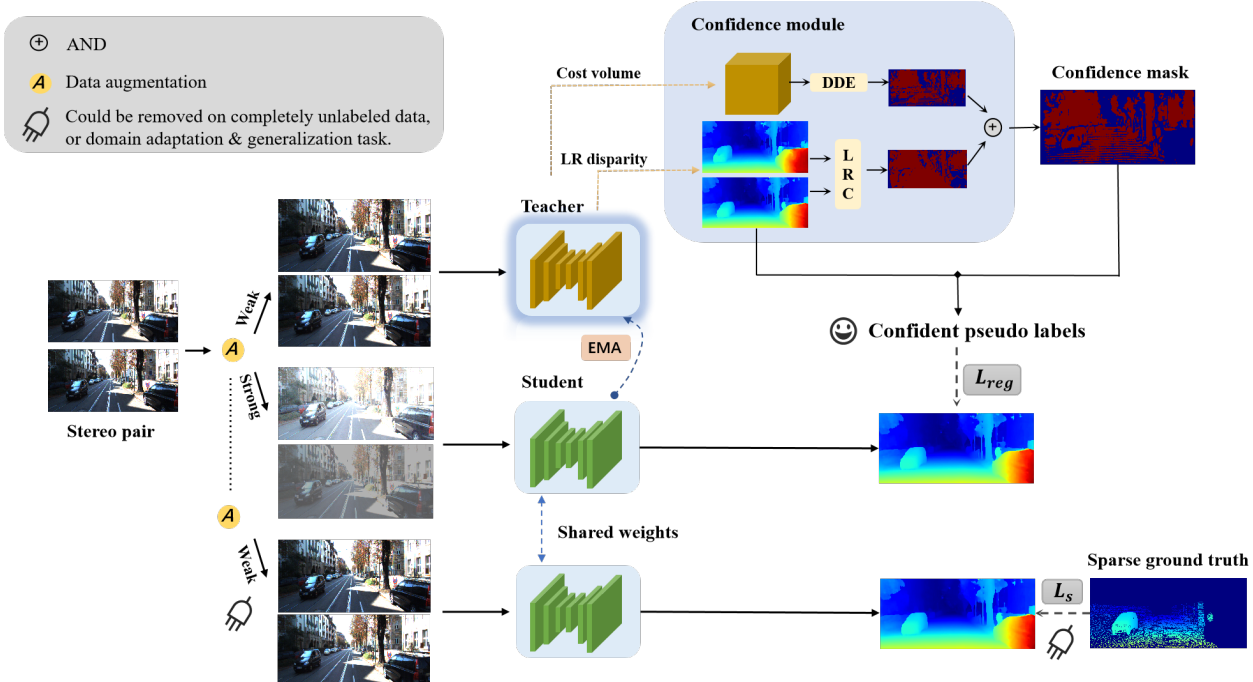 AND
A
Data augmentation
Could be removed on completely unlabeled data,
or domain adaptation & generalization task.
Confidence module
Cost volume
DDE
LR disparity
L
R
C
Confidence mask
Teacher
Weak
A
Strong
Stereo pair
EMA
Student
Confident pseudo labels
L_reg
A
Weak
Shared weights
Sparse ground truth
L_s